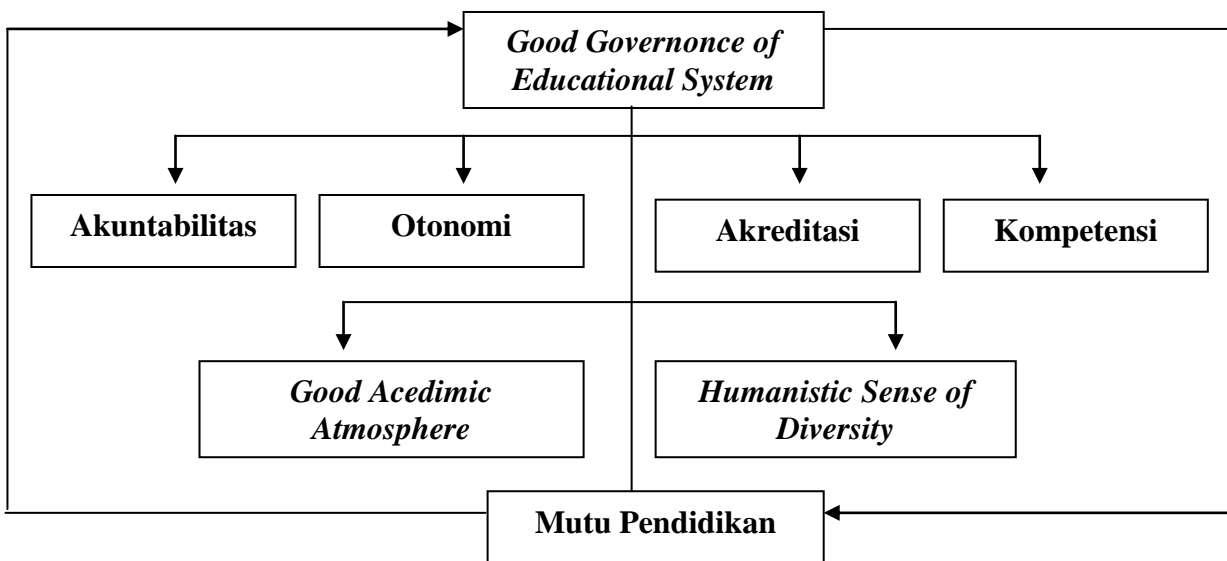 Good Governonce of
Educational System
Akuntabilitas
Otonomi
Akreditasi
Kompetensi
Good Acedimic
Atmosphere
Humanistic Sense of
Diversity
Mutu Pendidikan